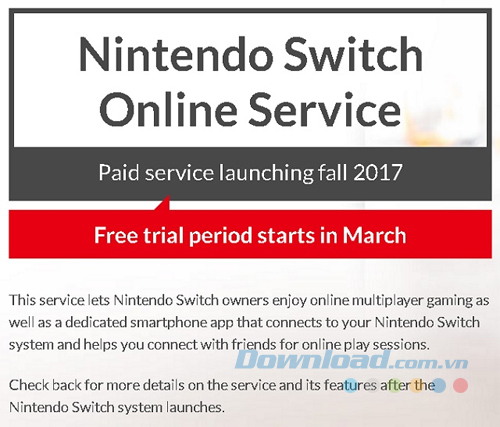 Nintendo Switch
Online Service
Paid service launching fall 2017
Free trial period starts in March
This service lets Nintendo Switch owners enjoy online multiplayer gaming as
well as a dedicated smartphone app that connects to your Nintendo Switch
system and helps you connect with friends for online play sessions.
Download.com.vn
Check back for more details on the service and its features after the
Nintendo Switch system launches.